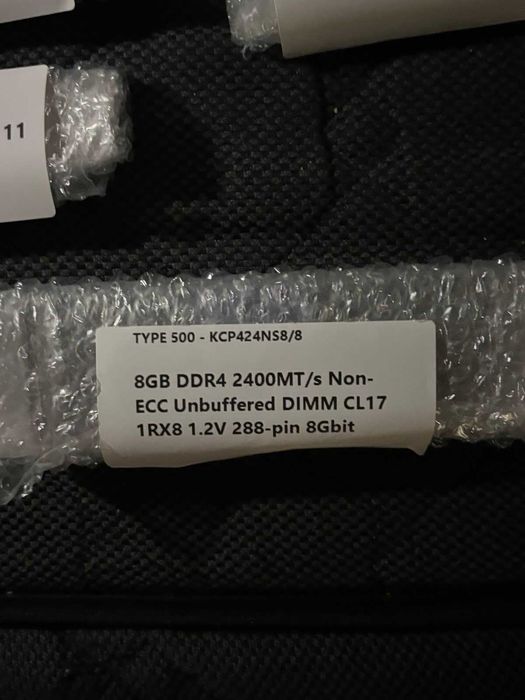 11
TYPE 500 - KCP424NS8/8
8GB DDR4 2400MT/s Non-
ECC Unbuffered DIMM CL17
1RX8 1.2V 288-pin 8Gbit